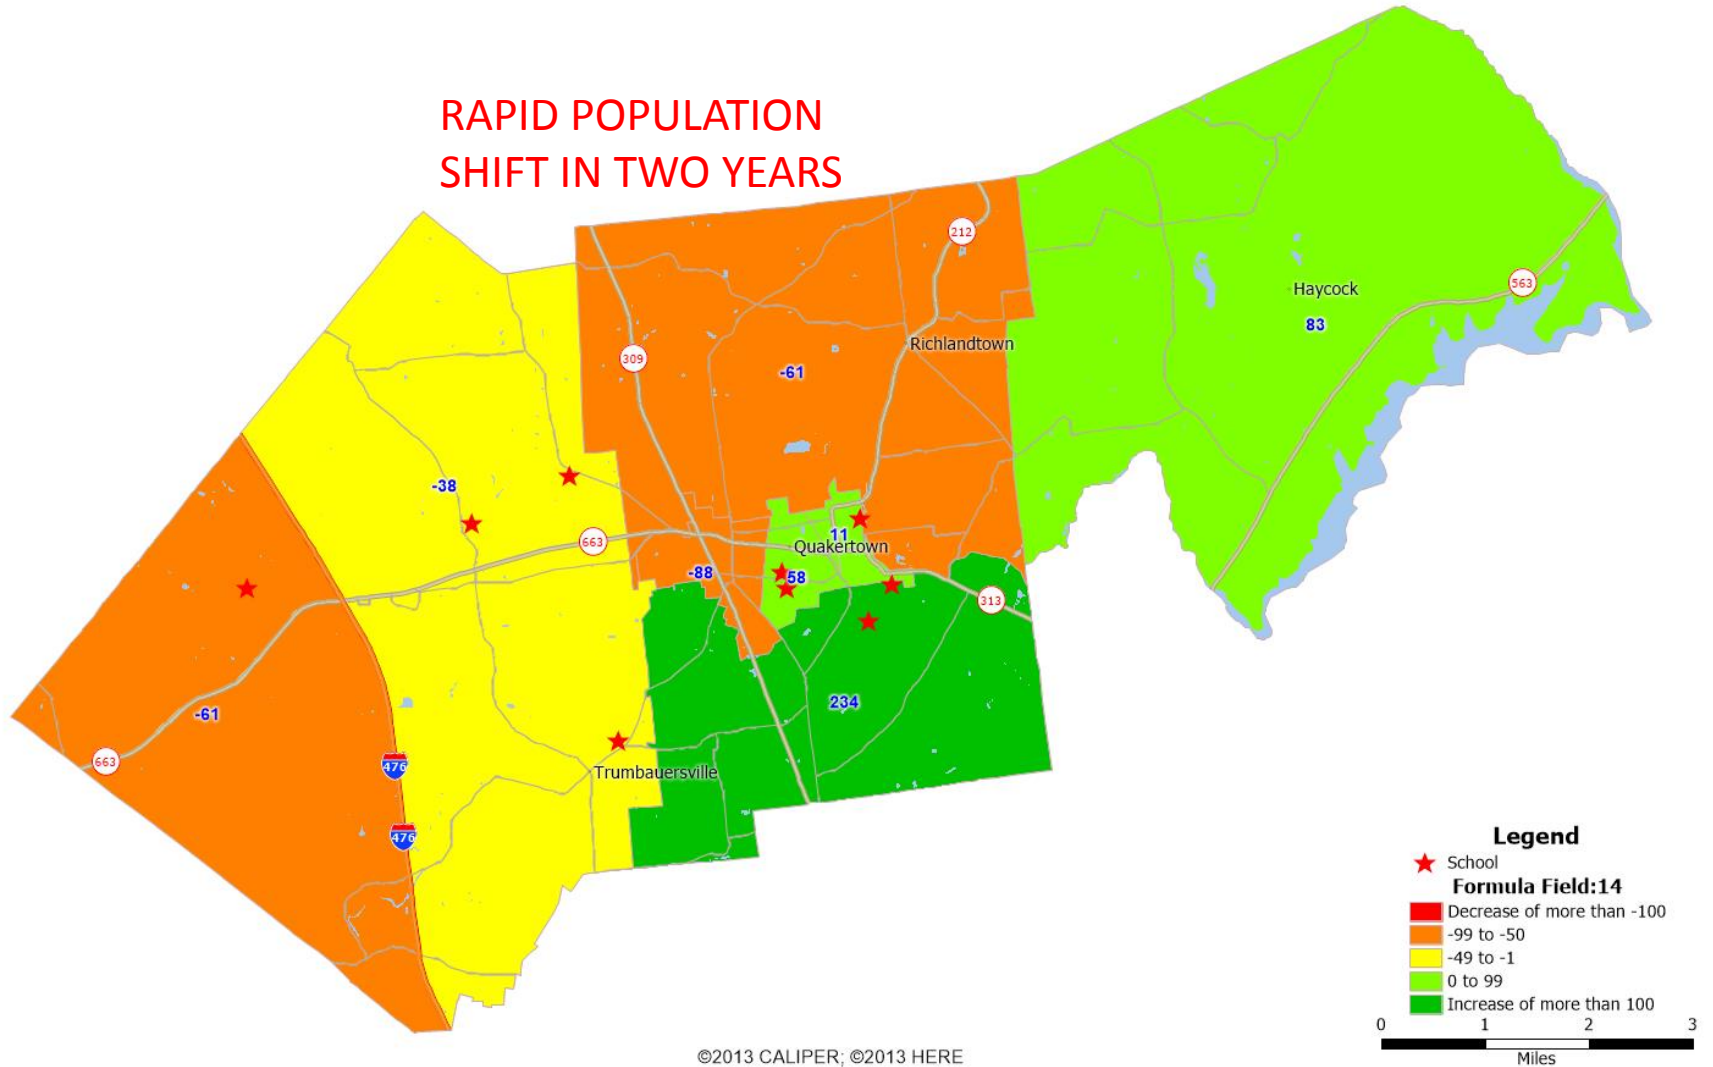 RAPID POPULATION
SHIFT IN TWO YEARS
212
563
Haycock
83
309
Richlandtown
-61
-38
663
11
Quakertown
-88
58
313
234
-61
663
476
Trumbauersville
476
Legend
School
Formula Field:14
Decrease of more than -100
-99 to -50
-49 to -1
0 to 99
Increase of more than 100
0 1 2 3
Miles
©2013 CALIPER; ©2013 HERE